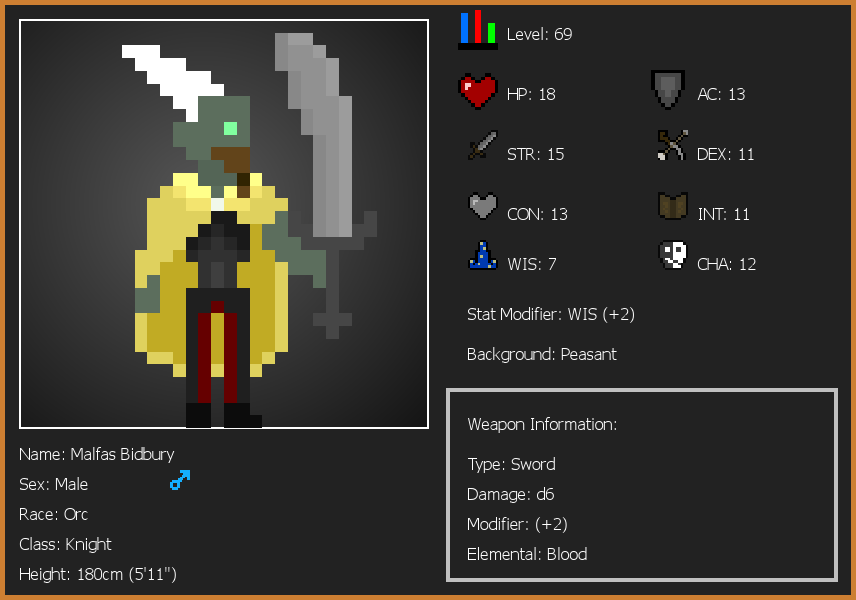 Level: 69
HP: 18
AC: 13
STR: 15
DEX: 11
CON: 13
INT: 11
WIS: 7
CHA: 12
Stat Modifier: WIS (+2)
Background: Peasant
Weapon Information:
Type: Sword
Damage: d6
Modifier: (+2)
Elemental: Blood
Name: Malfas Bidbury
Sex: Male
Race: Orc
Class: Knight
Height: 180cm (5'11")